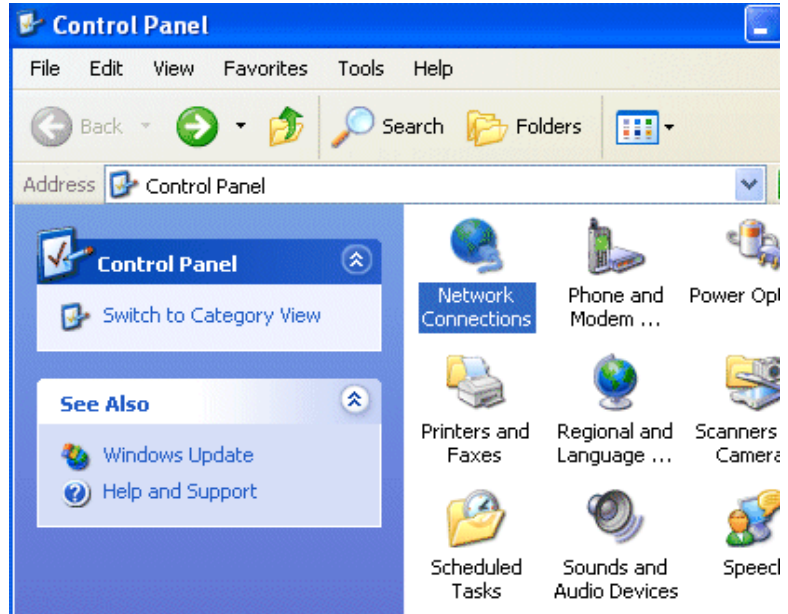 Control Panel
File Edit View Favorites Tools Help
Back Search Folders
Address Control Panel
Control Panel
Switch to Category View
See Also
Windows Update
Help and Support
Network Connections
Phone and Modem ...
Power Opt
Printers and Faxes
Regional and Language ...
Scanners
Camera
Scheduled Tasks
Sounds and Audio Devices
Speech